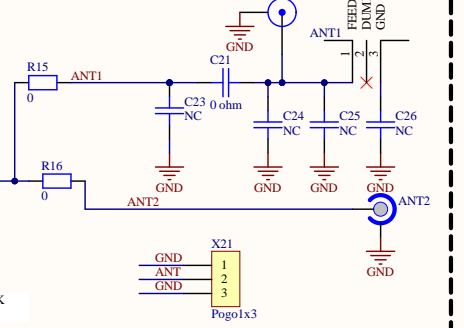 FEED
DUM
GND
ANT1
1
2
3
GND
R15
0
ANT1
C21
0 ohm
C23
NC
C24
NC
C25
NC
C26
NC
GND
GND
GND
GND
R16
0
ANT2
ANT2
GND
X21
GND
1
ANT
2
GND
3
Pogo1x3